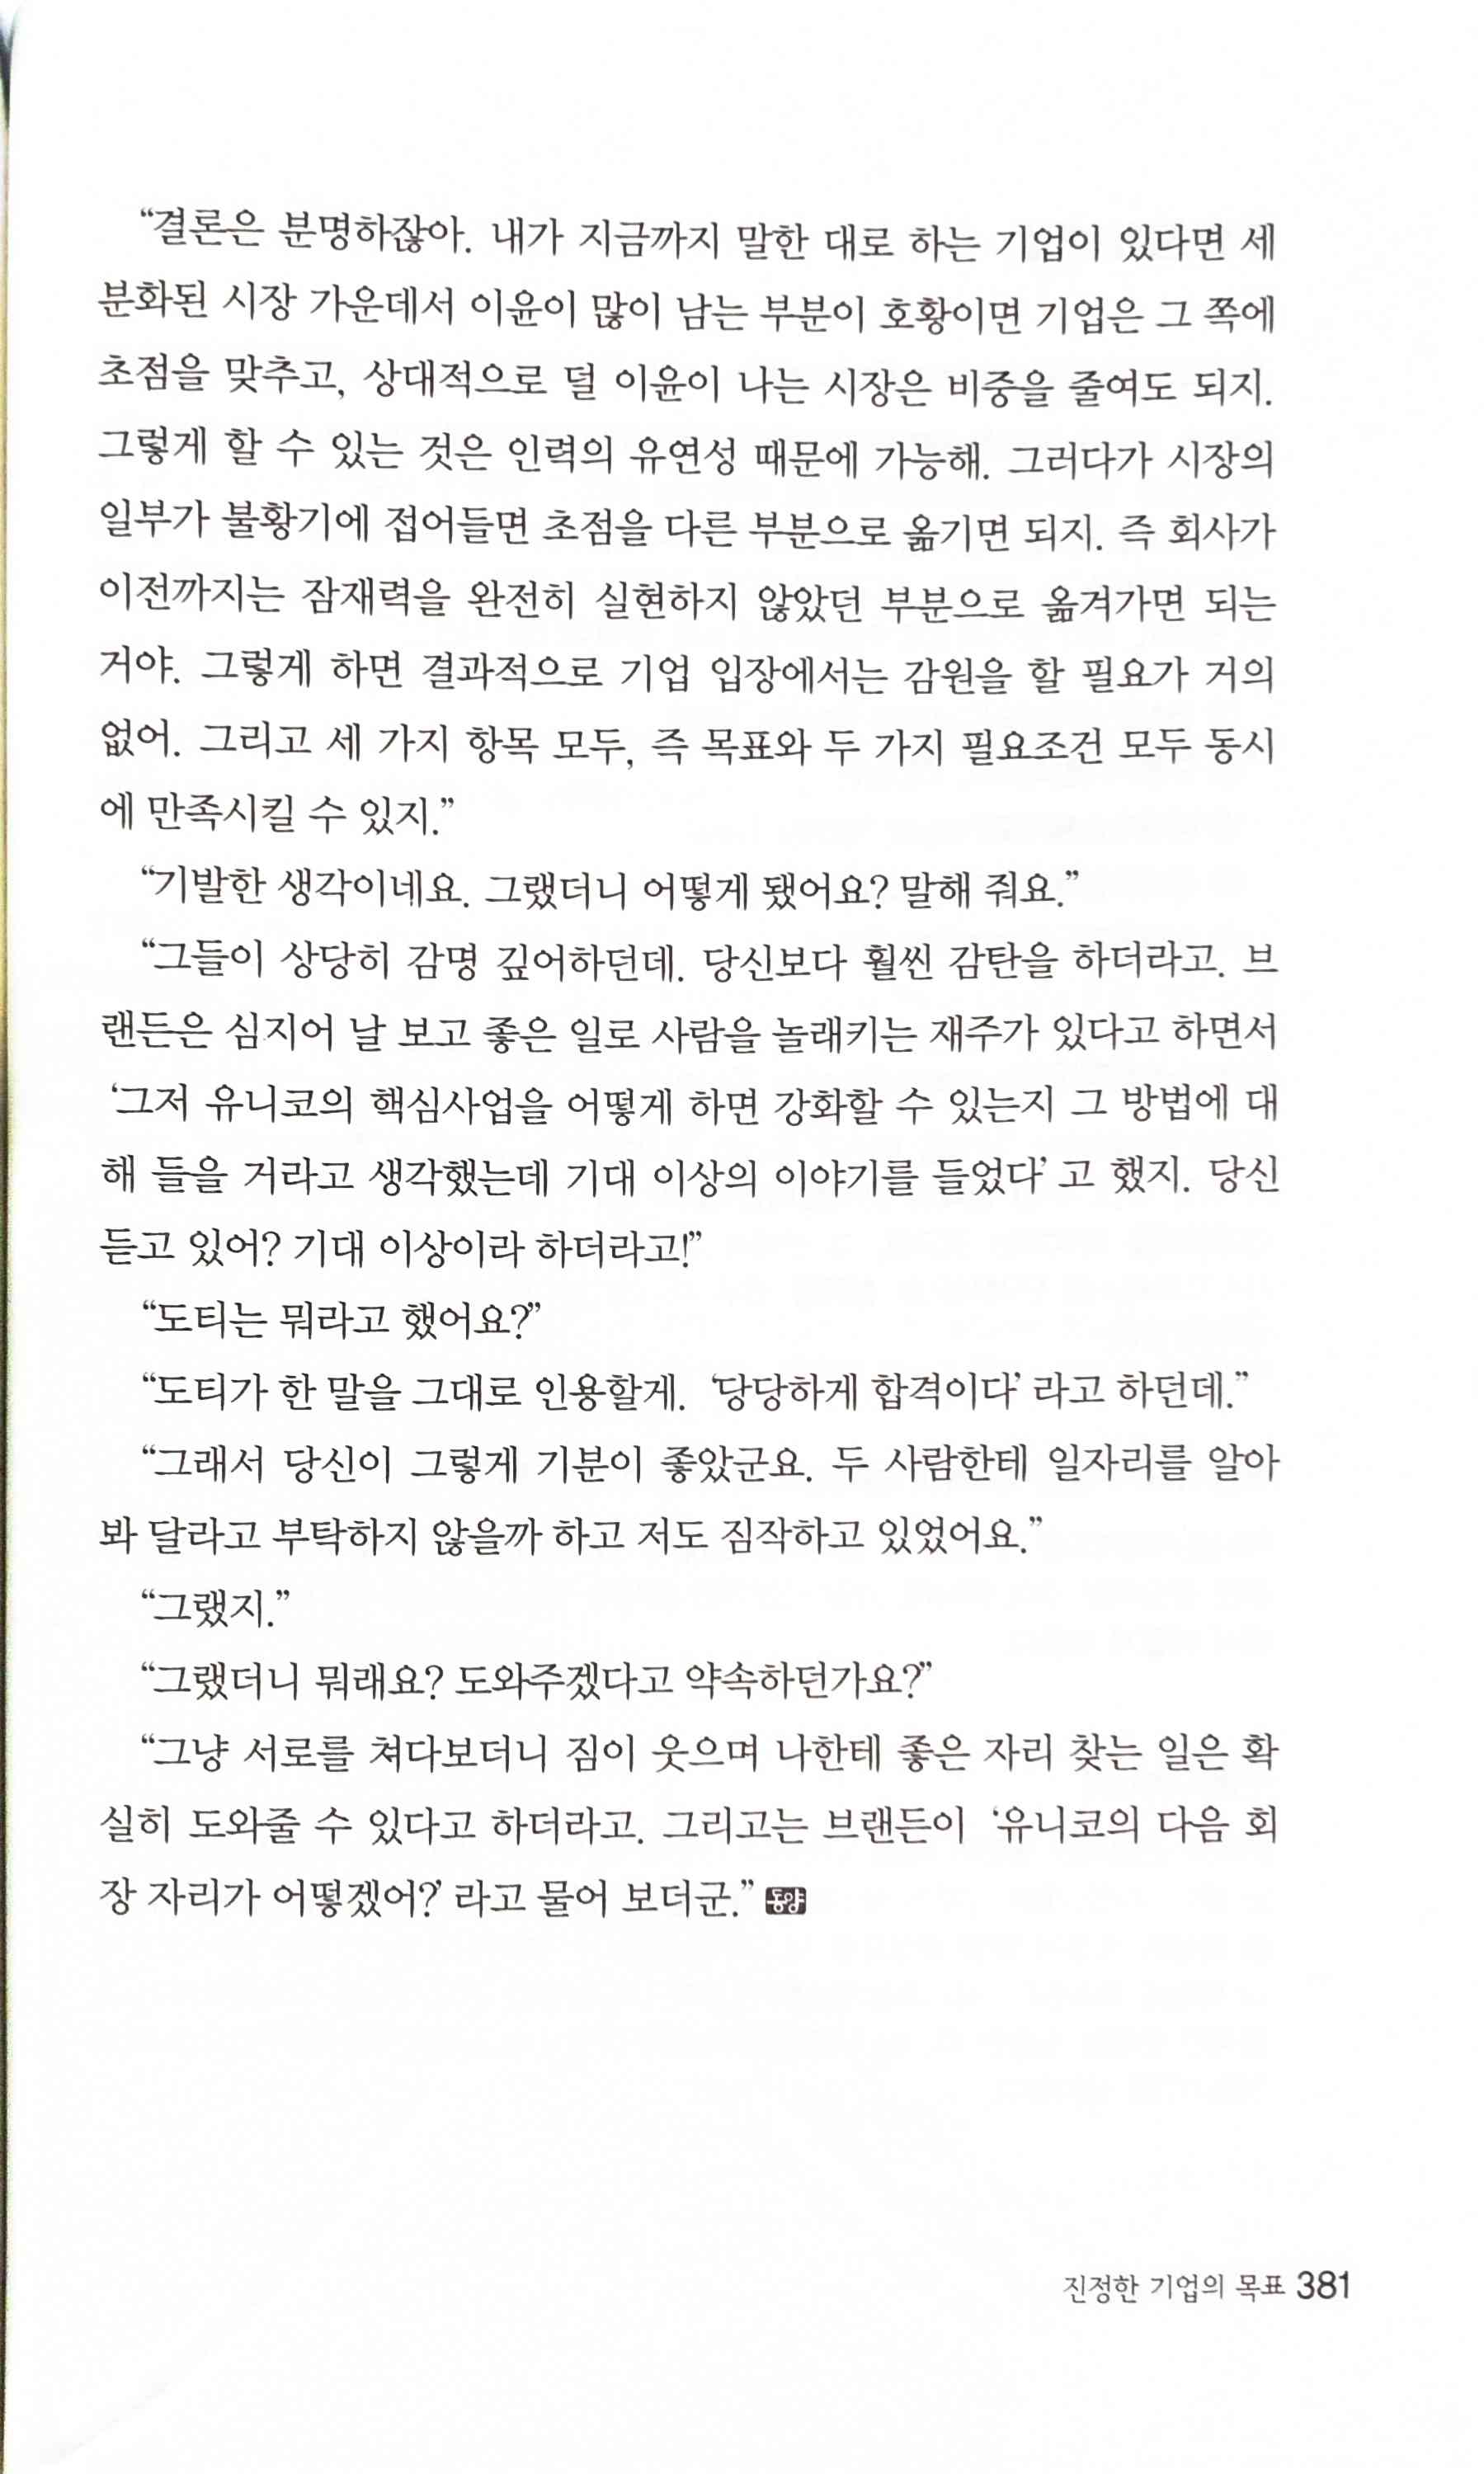 “결론은 분명하잖아. 내가 지금까지 말한 대로 하는 기업이 있다면 세
분화된 시장 가운데서 이윤이 많이 남는 부분이 호황이면 기업은 그 쪽에
초점을 맞추고, 상대적으로 덜 이윤이 나는 시장은 비중을 줄여도 되지.
그렇게 할 수 있는 것은 인력의 유연성 때문에 가능해. 그러다가 시장의
일부가 불황기에 접어들면 초점을 다른 부분으로 옮기면 되지. 즉 회사가
이전까지는 잠재력을 완전히 실현하지 않았던 부분으로 옮겨가면 되는
거야. 그렇게 하면 결과적으로 기업 입장에서는 감원을 할 필요가 거의
없어. 그리고 세 가지 항목 모두, 즉 목표와 두 가지 필요조건 모두 동시
에 만족시킬 수 있지.”
“기발한 생각이네요. 그랬더니 어떻게 됐어요? 말해 줘요.”
“그들이 상당히 감명 깊어하던데. 당신보다 훨씬 감탄을 하더라고. 브
랜든은 심지어 날 보고 좋은 일로 사람을 놀래키는 재주가 있다고 하면서
‘그저 유니코의 핵심사업을 어떻게 하면 강화할 수 있는지 그 방법에 대
해 들을 거라고 생각했는데 기대 이상의 이야기를 들었다’고 했지. 당신
듣고 있어? 기대 이상이라 하더라고!”
“도티는 뭐라고 했어요?”
“도티가 한 말을 그대로 인용할게. ‘당당하게 합격이다’라고 하던데.”
“그래서 당신이 그렇게 기분이 좋았군요. 두 사람한테 일자리를 알아
봐 달라고 부탁하지 않을까 하고 저도 짐작하고 있었어요.”
“그랬지.”
“그랬더니 뭐래요? 도와주겠다고 약속하던가요?”
“그냥 서로를 쳐다보더니 짐이 웃으며 나한테 좋은 자리 찾는 일은 확
실히 도와줄 수 있다고 하더라고. 그리고는 브랜든이 ‘유니코의 다음 회
장 자리가 어떻겠어?’라고 물어 보더군.” 동양
진정한 기업의 목표 381